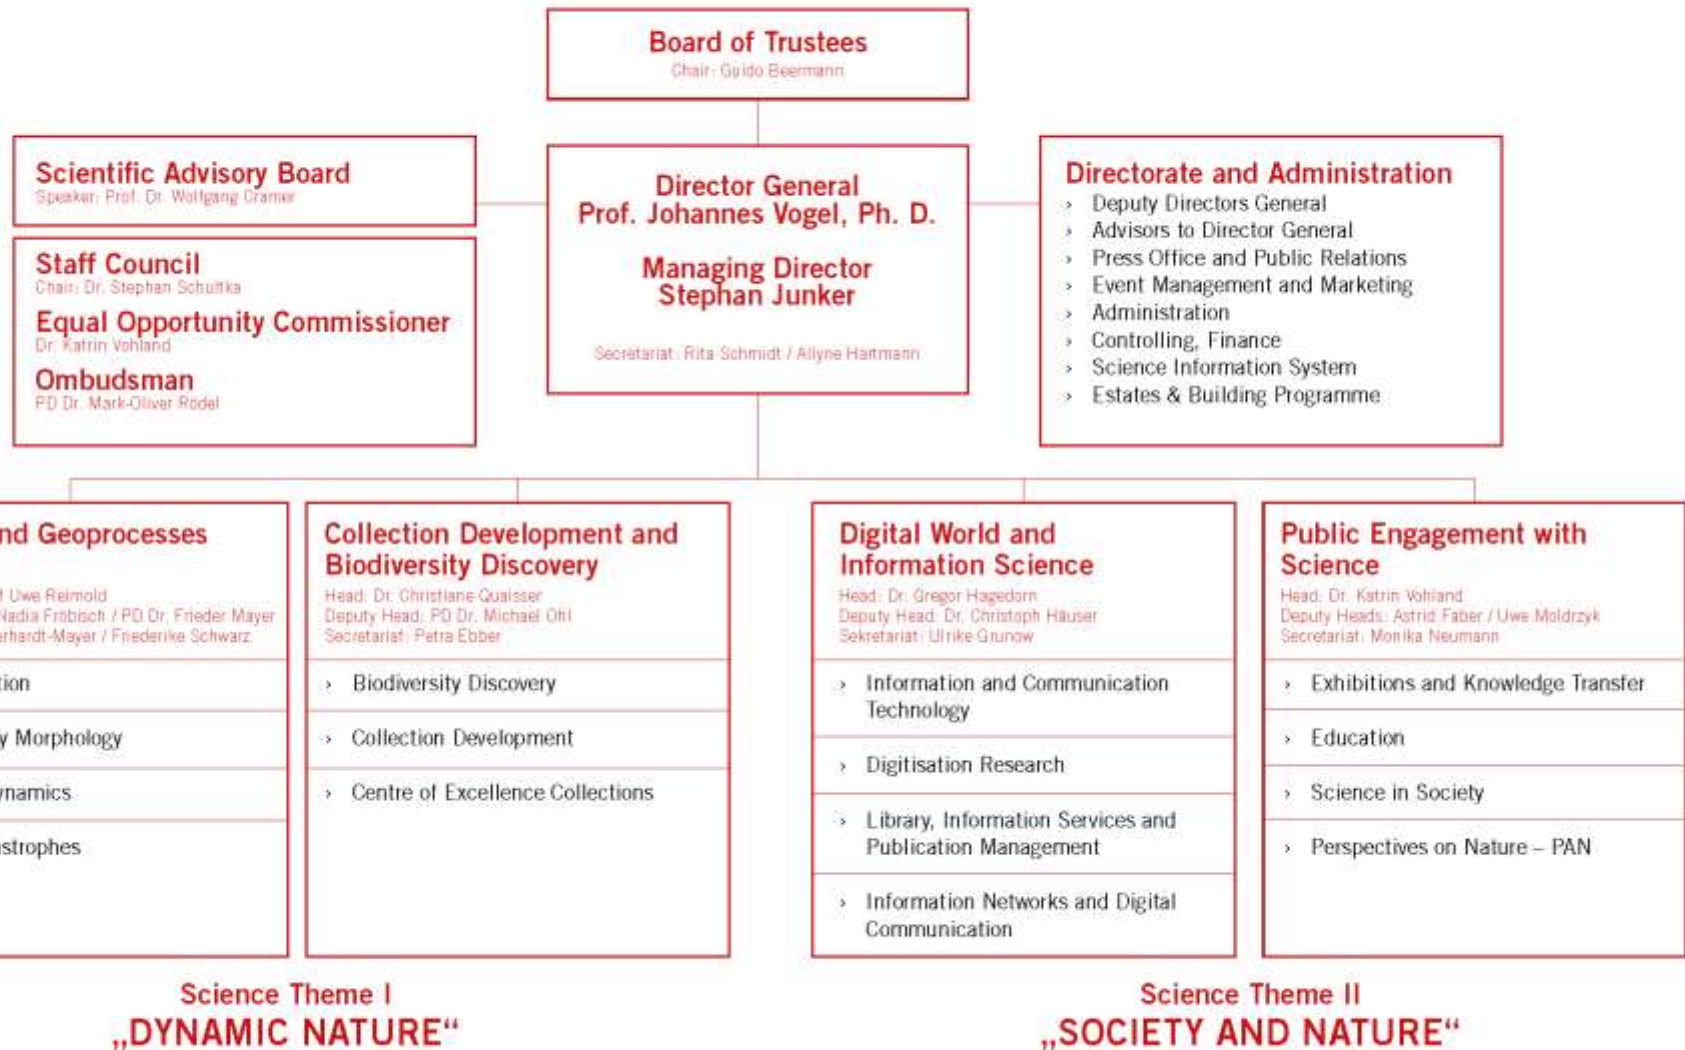 Board of Trustees
Chair: Guido Beermann
Scientific Advisory Board
Speaker: Prof. Dr. Wolfgang Cramer
Staff Council
Chair: Dr. Stephan Schultka
Equal Opportunity Commissioner
Dr. Katrin Vohland
Ombudsman
PD Dr. Mark-Oliver Rödel
Director General
Prof. Johannes Vogel, Ph. D.
Managing Director
Stephan Junker
Secretariat: Rita Schmidt / Allyne Hartmann
Directorate and Administration
› Deputy Directors General
› Advisors to Director General
› Press Office and Public Relations
› Event Management and Marketing
› Administration
› Controlling, Finance
› Science Information System
› Estates & Building Programme
nd Geoprocesses
Uwe Reimold
Nadia Fröbisch / PD Dr. Frieder Mayer
rhardt-Mayer / Friederike Schwarz
tion
y Morphology
ynamics
strophes
Collection Development and
Biodiversity Discovery
Head: Dr. Christiane Quaisser
Deputy Head: PD Dr. Michael Ohl
Secretariat: Petra Ebber
› Biodiversity Discovery
› Collection Development
› Centre of Excellence Collections
Digital World and
Information Science
Head: Dr. Gregor Hagedorn
Deputy Head: Dr. Christoph Häuser
Sekretariat: Ulrike Grunow
› Information and Communication
Technology
› Digitisation Research
› Library, Information Services and
Publication Management
› Information Networks and Digital
Communication
Public Engagement with
Science
Head: Dr. Katrin Vohland
Deputy Heads: Astrid Faber / Uwe Moldrzyk
Secretariat: Monika Neumann
› Exhibitions and Knowledge Transfer
› Education
› Science in Society
› Perspectives on Nature – PAN
Science Theme I
„DYNAMIC NATURE“
Science Theme II
„SOCIETY AND NATURE“